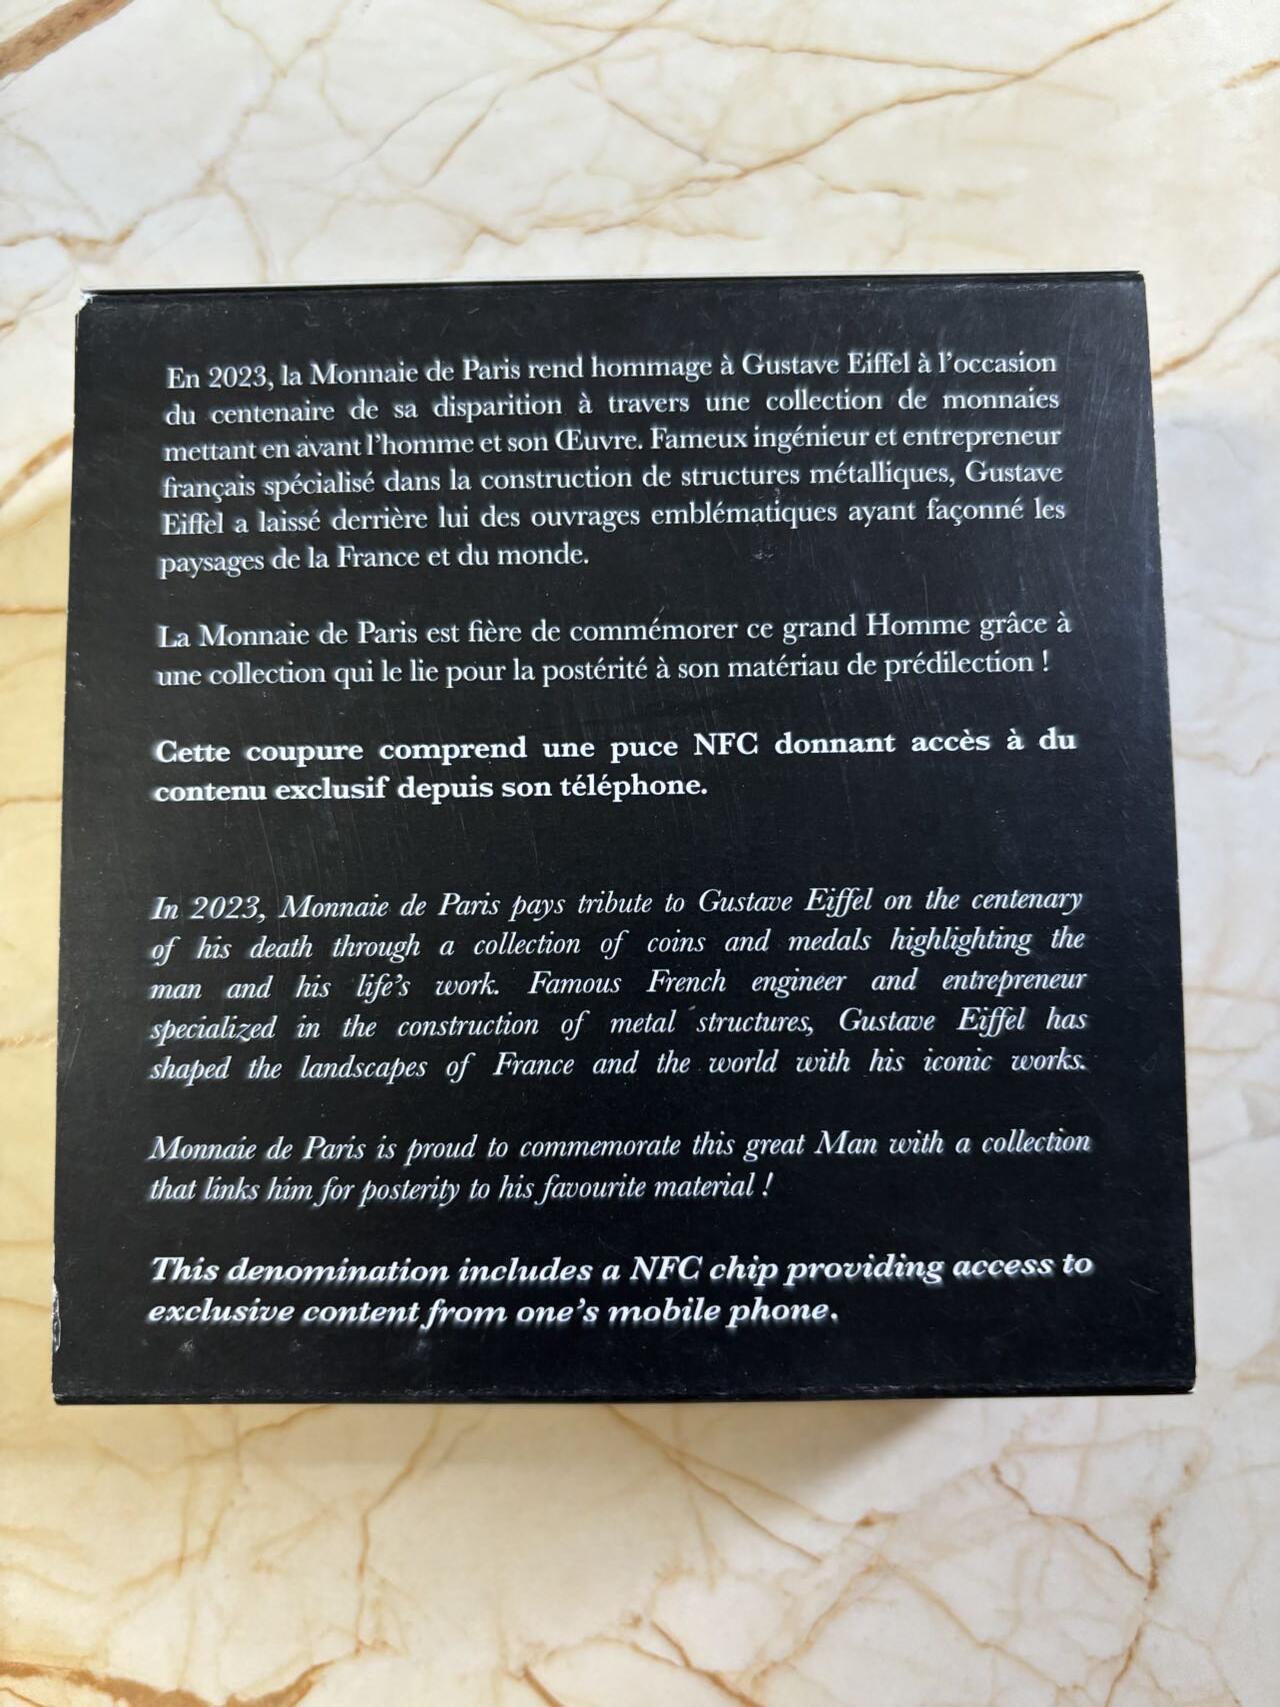 En 2023, la Monnaie de Paris rend hommage à Gustave Eiffel à l’occasion
du centenaire de sa disparition à travers une collection de monnaies
mettant en avant l’homme et son Œuvre. Fameux ingénieur et entrepreneur
français spécialisé dans la construction de structures métalliques, Gustave
Eiffel a laissé derrière lui des ouvrages emblématiques ayant façonné les
paysages de la France et du monde.
La Monnaie de Paris est fière de commémorer ce grand Homme grâce à
une collection qui le lie pour la postérité à son matériau de prédilection !
Cette coupure comprend une puce NFC donnant accès à du
contenu exclusif depuis son téléphone.
In 2023, Monnaie de Paris pays tribute to Gustave Eiffel on the centenary
of his death through a collection of coins and medals highlighting the
man and his life’s work. Famous French engineer and entrepreneur
specialized in the construction of metal structures, Gustave Eiffel has
shaped the landscapes of France and the world with his iconic works.
Monnaie de Paris is proud to commemorate this great Man with a collection
that links him for posterity to his favourite material !
This denomination includes a NFC chip providing access to
exclusive content from one’s mobile phone.